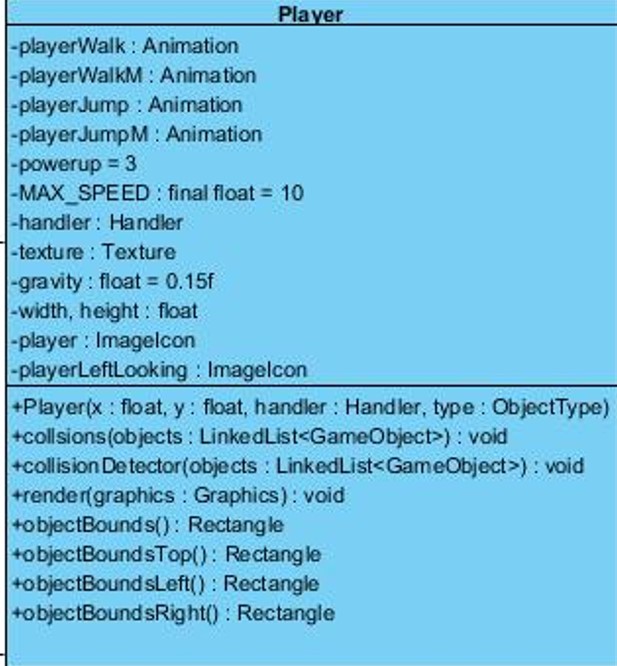 Player
-playerWalk : Animation
-playerWalkM : Animation
-playerJump : Animation
-playerJumpM : Animation
-powerup = 3
-MAX_SPEED : final float = 10
-handler : Handler
-texture : Texture
-gravity : float = 0.15f
-width, height : float
-player : ImageIcon
-playerLeftLooking : ImageIcon
+Player(x : float, y : float, handler : Handler, type : ObjectType)
+collsions(objects : LinkedList<GameObject>) : void
+collisionDetector(objects : LinkedList<GameObject>) : void
+render(graphics : Graphics) : void
+objectBounds() : Rectangle
+objectBoundsTop() : Rectangle
+objectBoundsLeft() : Rectangle
+objectBoundsRight() : Rectangle